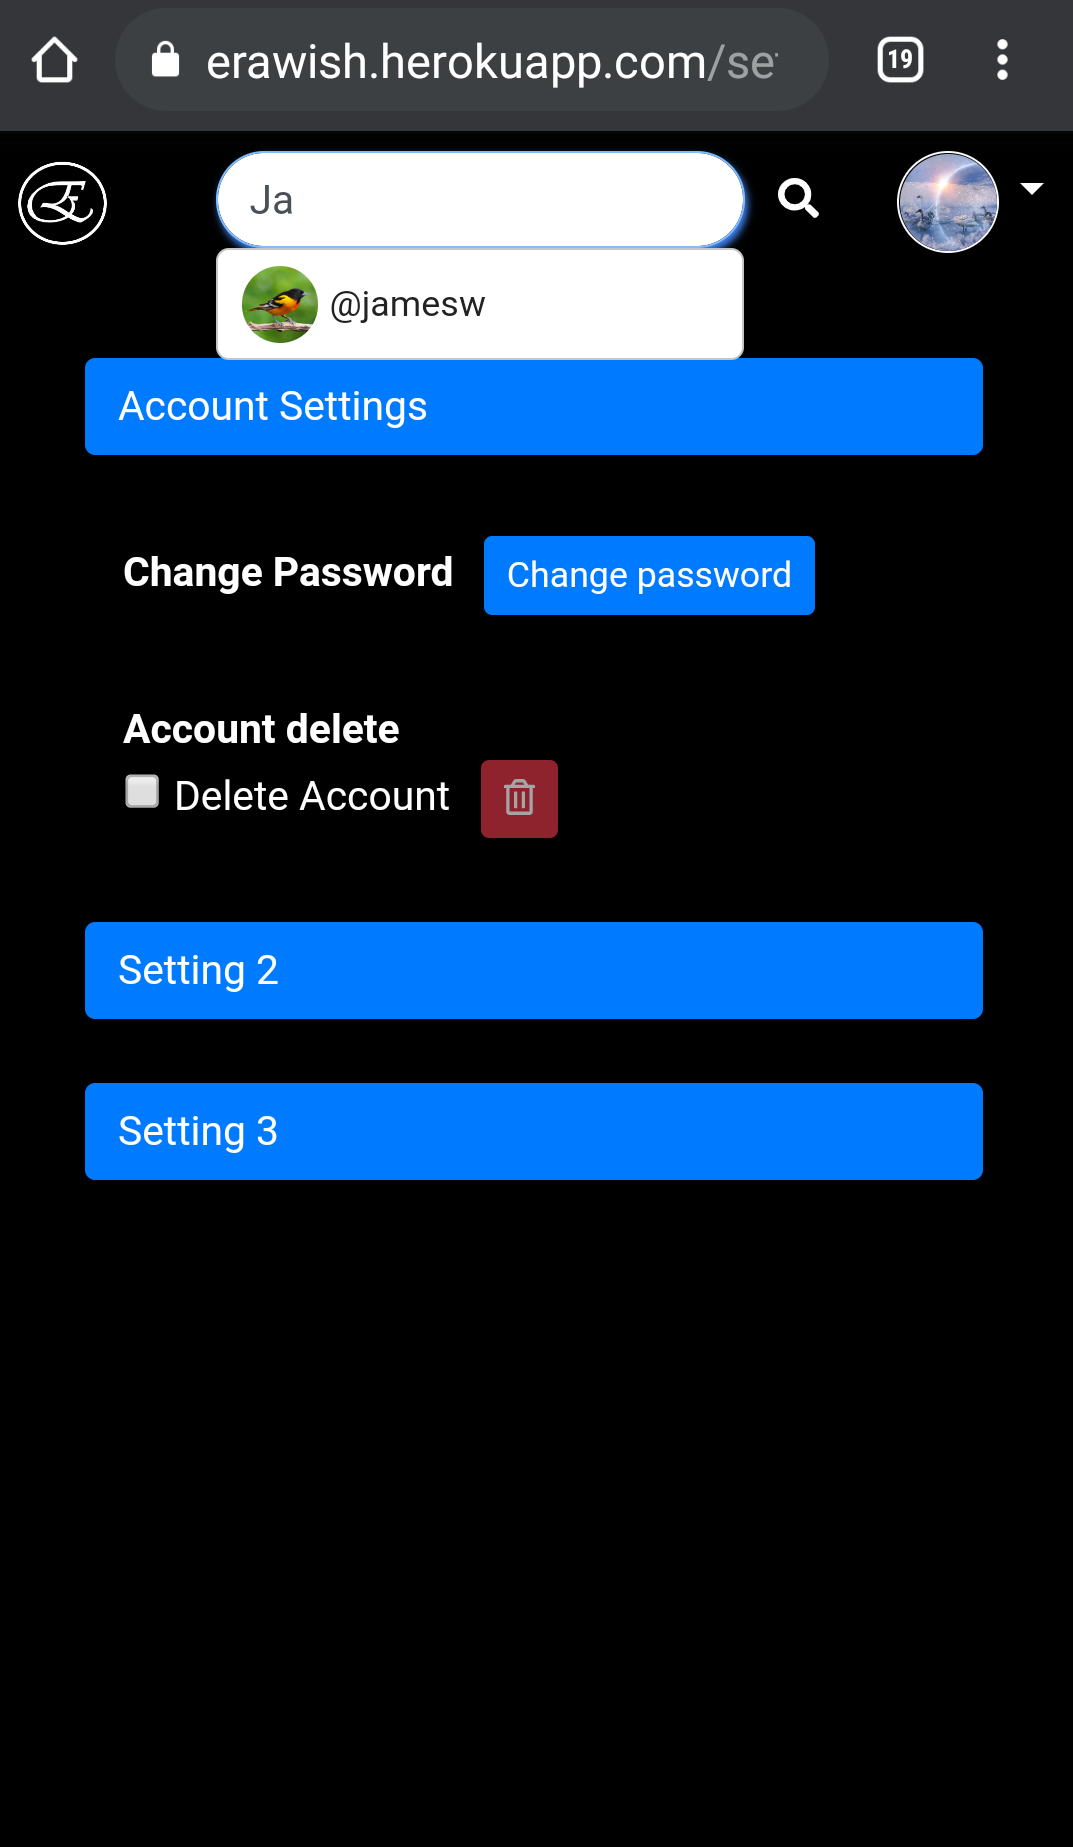 erawish.herokuapp.com/se
19
Ja
@jamesw
Account Settings
Change Password
Change password
Account delete
Delete Account
Setting 2
Setting 3